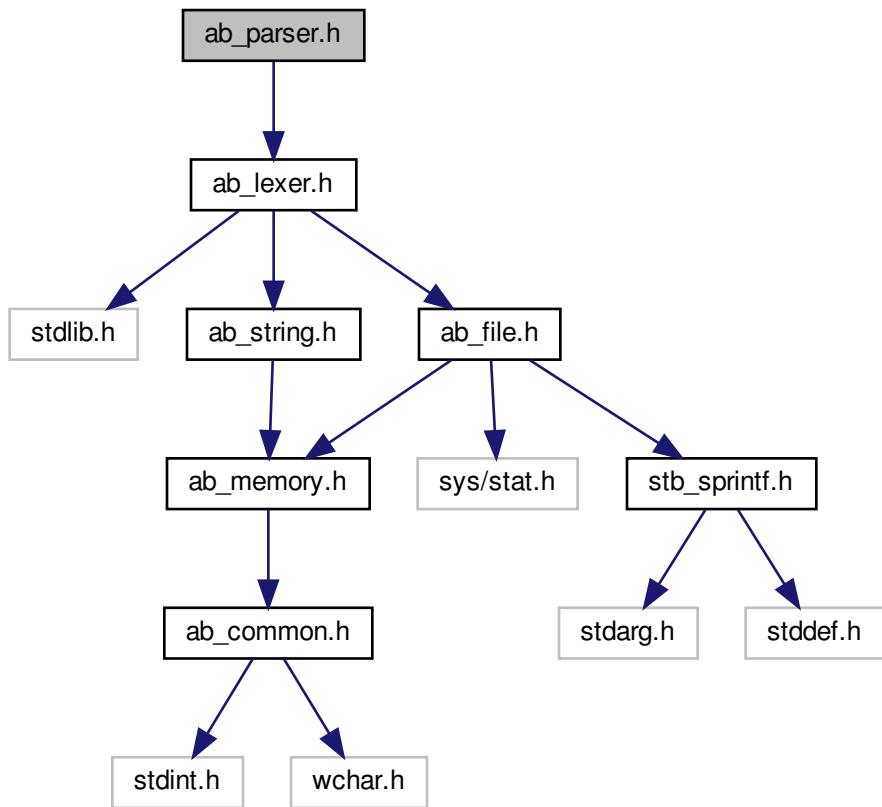 ab_parser.h
ab_lexer.h
stdlib.h
ab_string.h
ab_file.h
ab_memory.h
sys/stat.h
stb_sprintf.h
ab_common.h
stdarg.h
stddef.h
stdint.h
wchar.h